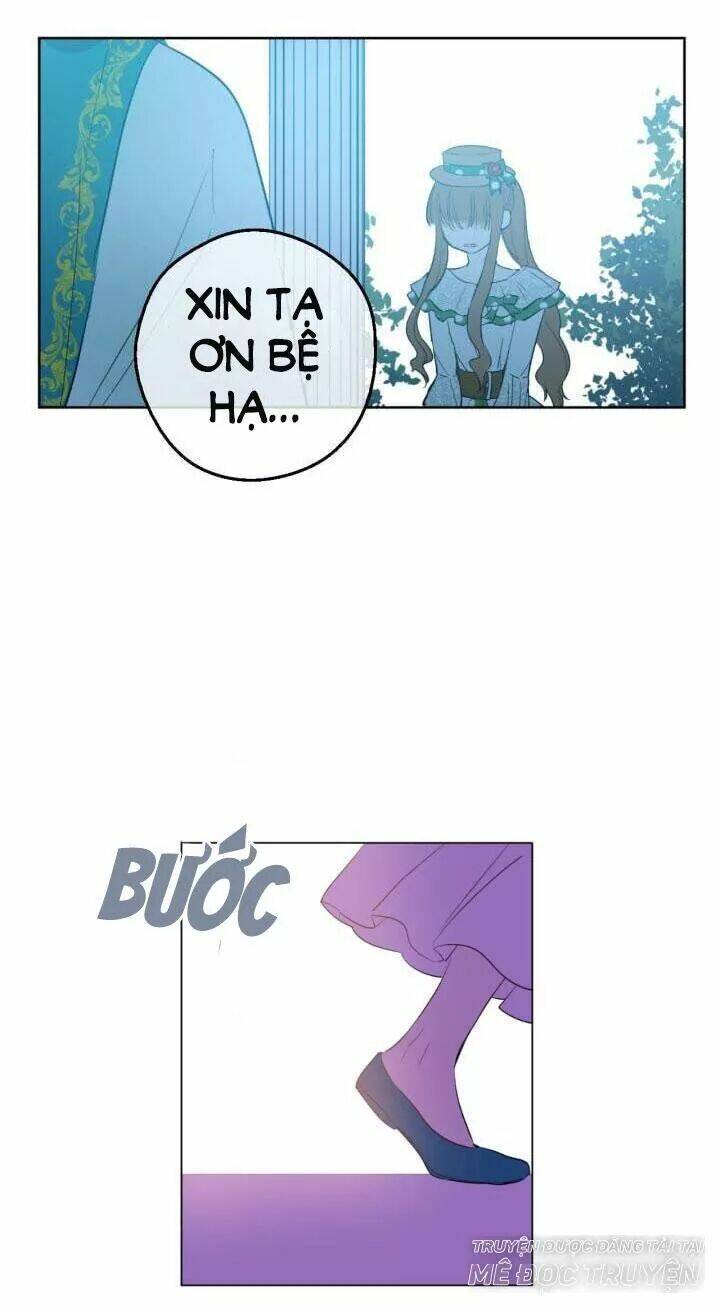 XIN TẠ
ƠN BỆ
HẠ...
BƯỚC
TRUYỆN ĐƯỢC ĐĂNG TẢI TẠI
MÊ ĐỌC TRUYỆN